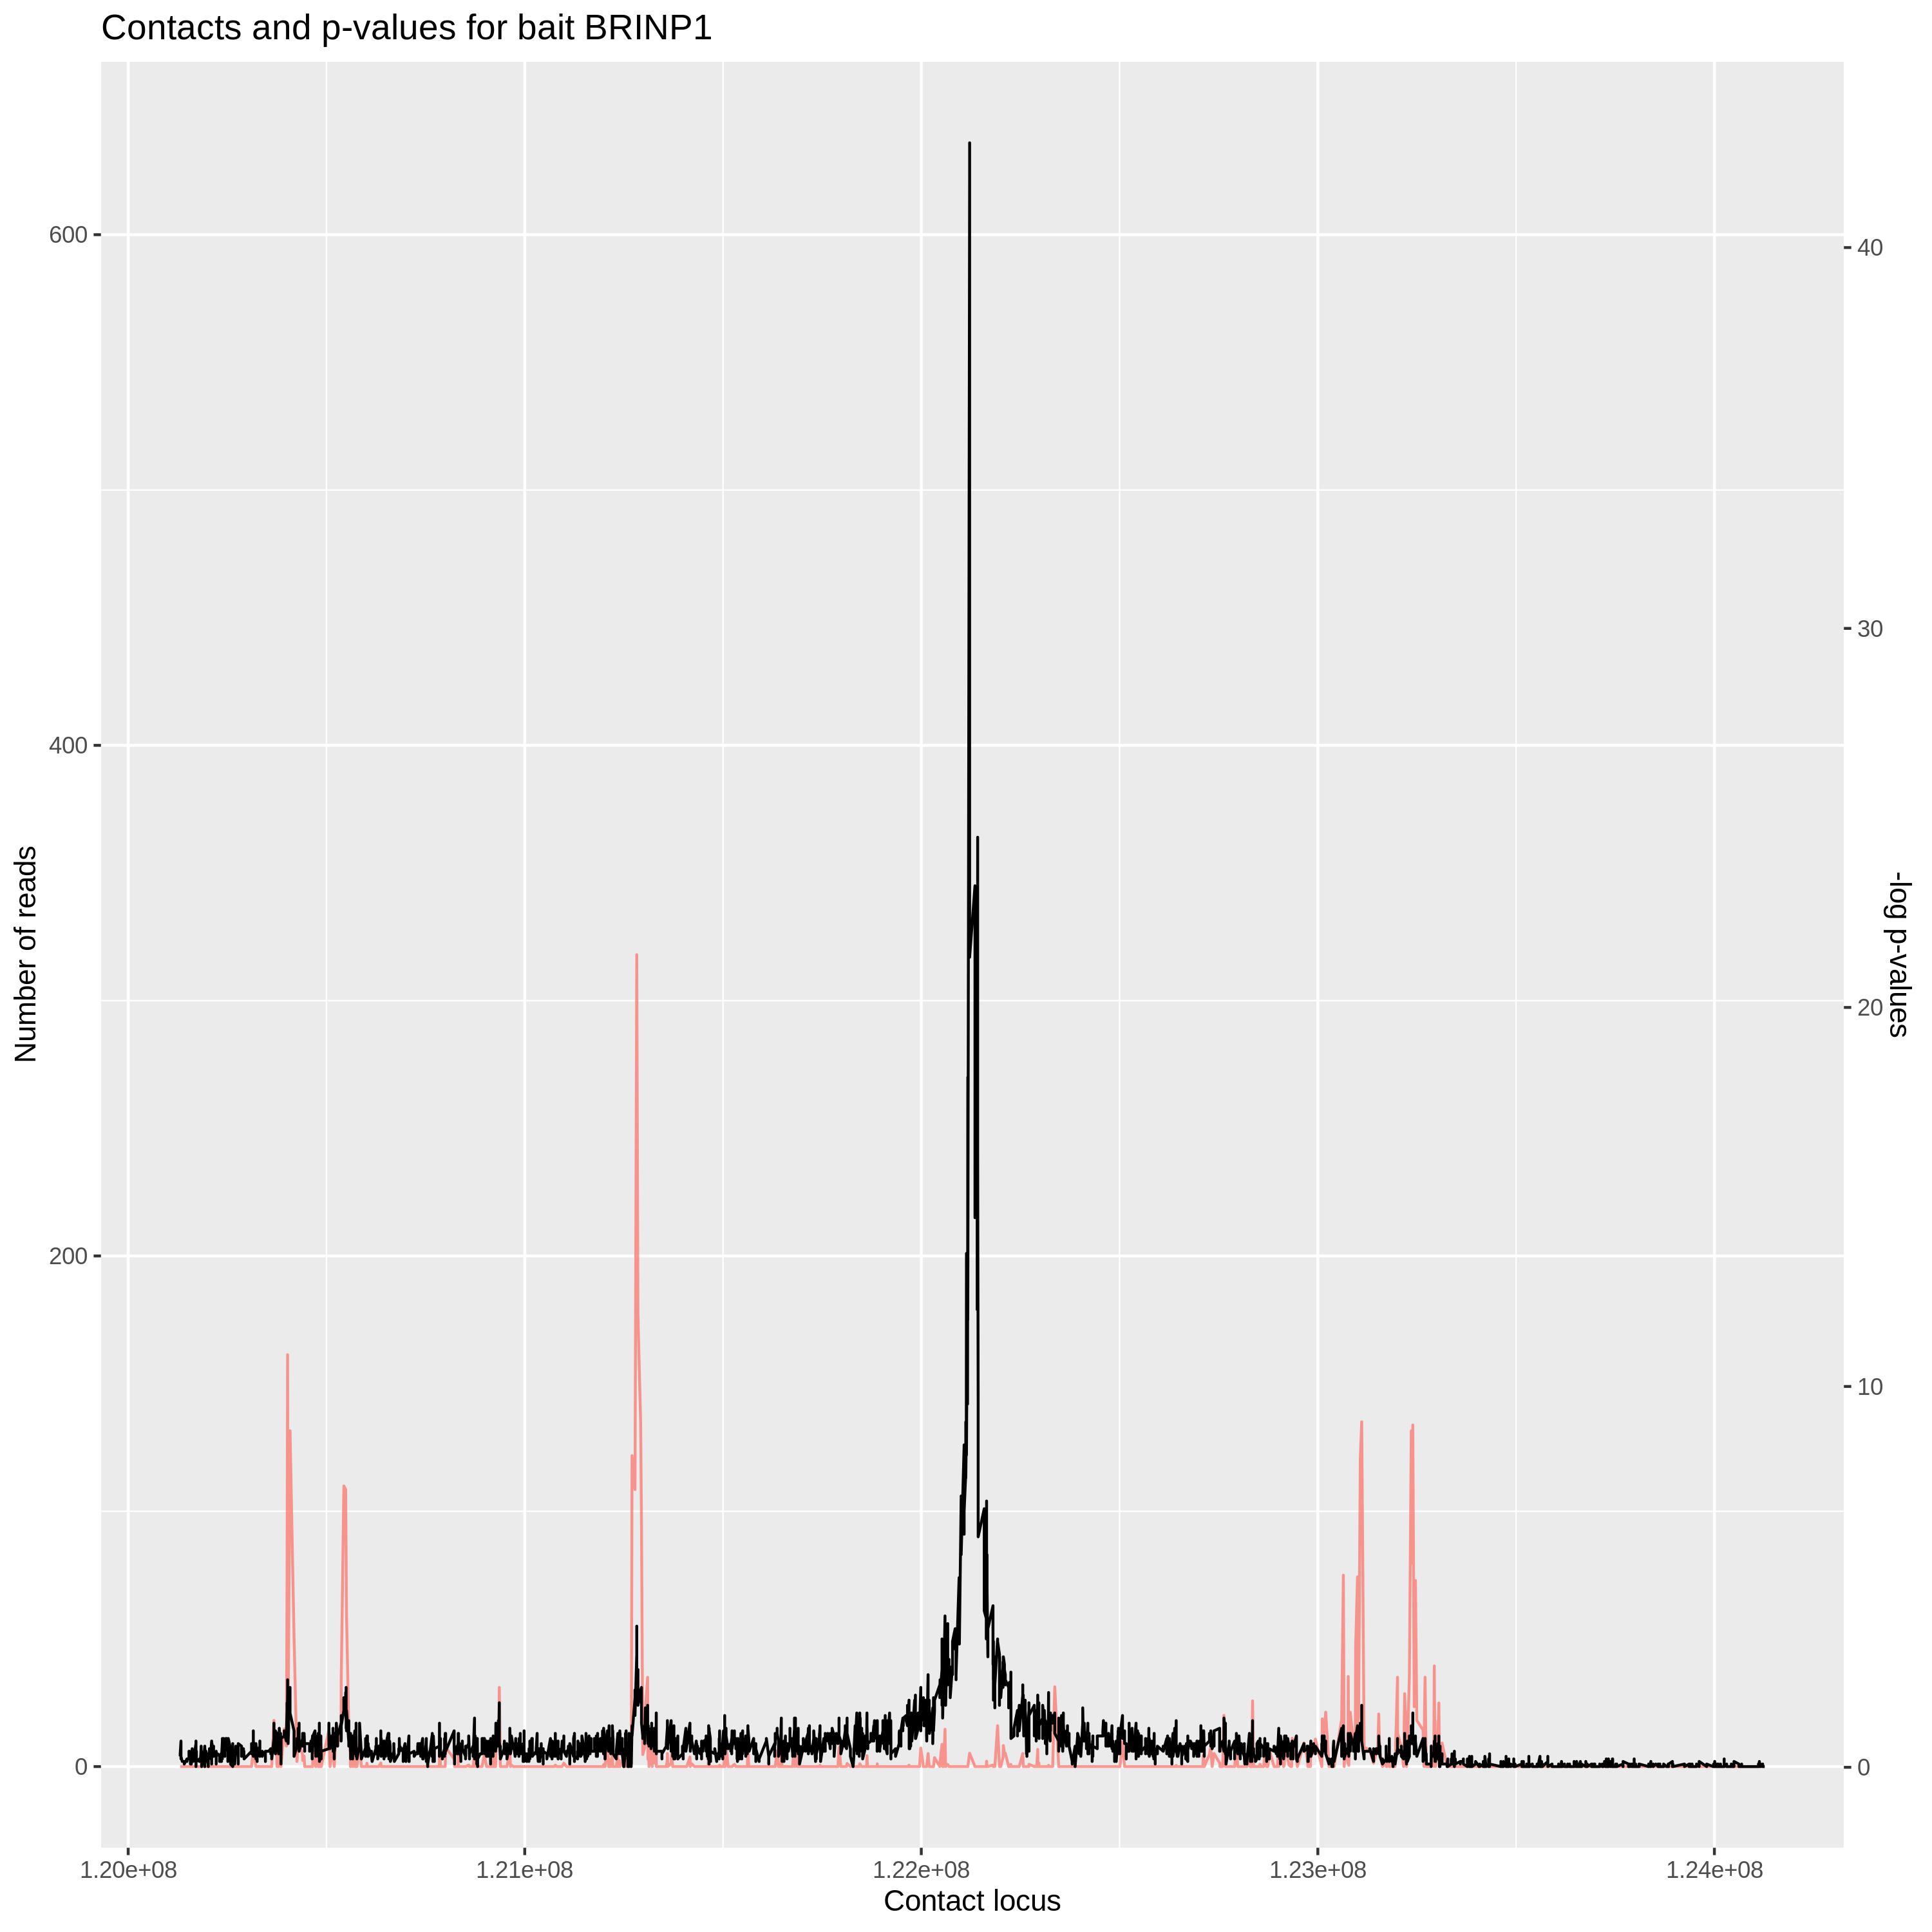 Contacts and p-values for bait BRINP1
600
400
200
0
Number of reads
40
30
20
10
0
-log p-values
1.20e+08
1.21e+08
1.22e+08
1.23e+08
1.24e+08
Contact locus